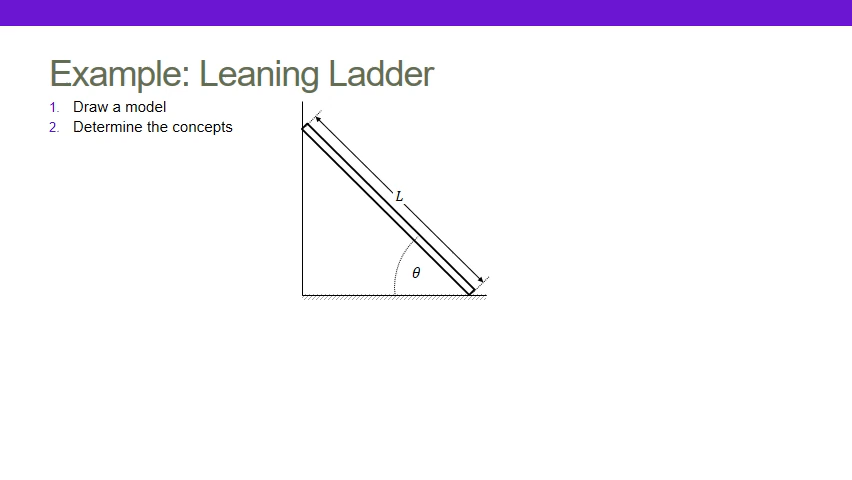 Example: Leaning Ladder
1. Draw a model
2. Determine the concepts
L
θ